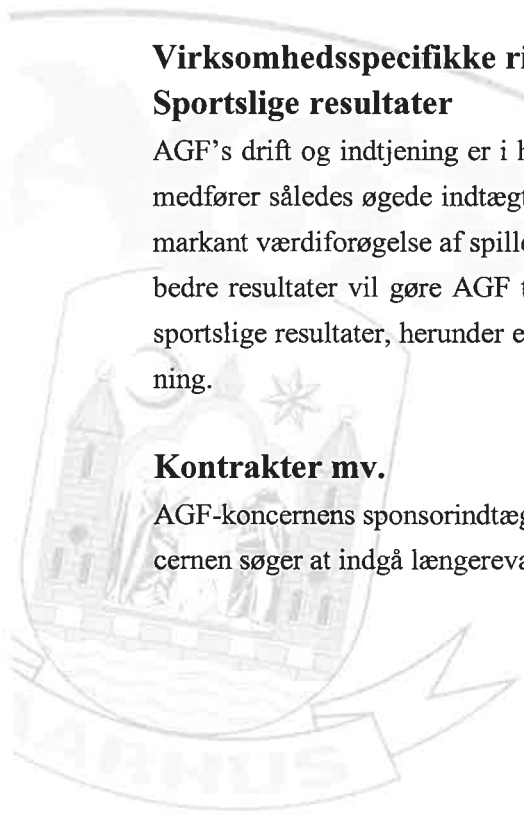 Virksomhedsspecifikke ri
Sportslige resultater
AGF's drift og indtjening er i h
medfører således øgede indtægt
markant værdiforøgelse af spille
bedre resultater vil gøre AGF t
sportslige resultater, herunder e
ning.
Kontrakter mv.
AGF-koncernens sponsorindtæg
cernen søger at indgå længereva
AARHUS